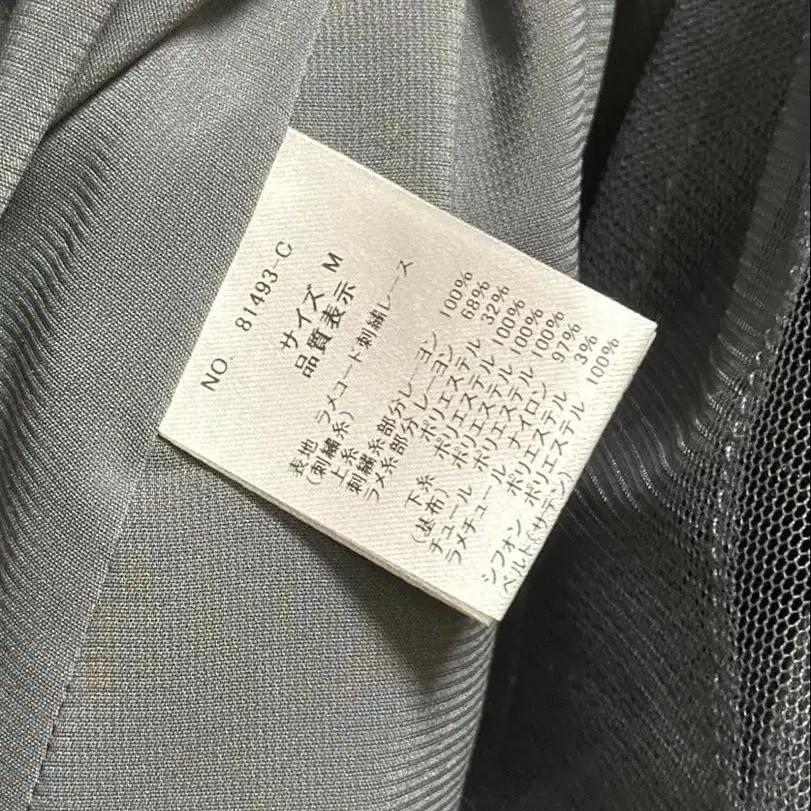 NO. 81493-C
サイズ M
品質表示
表地 ラメコード刺繍レース
(刺繍糸)
上糸
刺繍糸部分レーヨン 100%
ラメ糸部分レーヨン 68%
ポリエステル 32%
下糸 ポリエステル 100%
(基布)
チュール ポリエステル 100%
ラメチュール ナイロン 97%
ポリエステル 3%
シフォン ポリエステル 100%
ベルト(サテン)